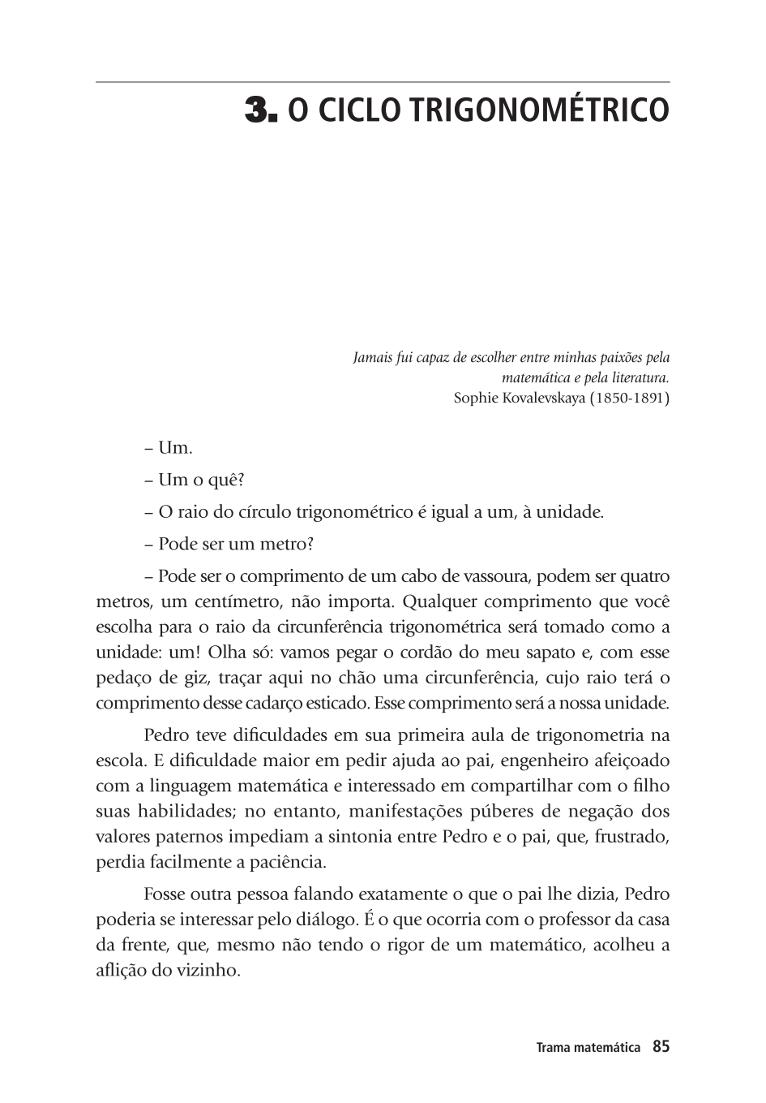 3. O CICLO TRIGONOMÉTRICO
Jamais fui capaz de escolher entre minhas paixões pela
matemática e pela literatura.
Sophie Kovalevskaya (1850-1891)
– Um.
– Um o quê?
– O raio do círculo trigonométrico é igual a um, à unidade.
– Pode ser um metro?
– Pode ser o comprimento de um cabo de vassoura, podem ser quatro
metros, um centímetro, não importa. Qualquer comprimento que você
escolha para o raio da circunferência trigonométrica será tomado como a
unidade: um! Olha só: vamos pegar o cordão do meu sapato e, com esse
pedaço de giz, traçar aqui no chão uma circunferência, cujo raio terá o
comprimento desse cadarço esticado. Esse comprimento será a nossa unidade.
Pedro teve dificuldades em sua primeira aula de trigonometria na
escola. E dificuldade maior em pedir ajuda ao pai, engenheiro afeiçoado
com a linguagem matemática e interessado em compartilhar com o filho
suas habilidades; no entanto, manifestações púberes de negação dos
valores paternos impediam a sintonia entre Pedro e o pai, que, frustrado,
perdia facilmente a paciência.
Fosse outra pessoa falando exatamente o que o pai lhe dizia, Pedro
poderia se interessar pelo diálogo. É o que ocorria com o professor da casa
da frente, que, mesmo não tendo o rigor de um matemático, acolheu a
aflição do vizinho.
Trama matemática 85